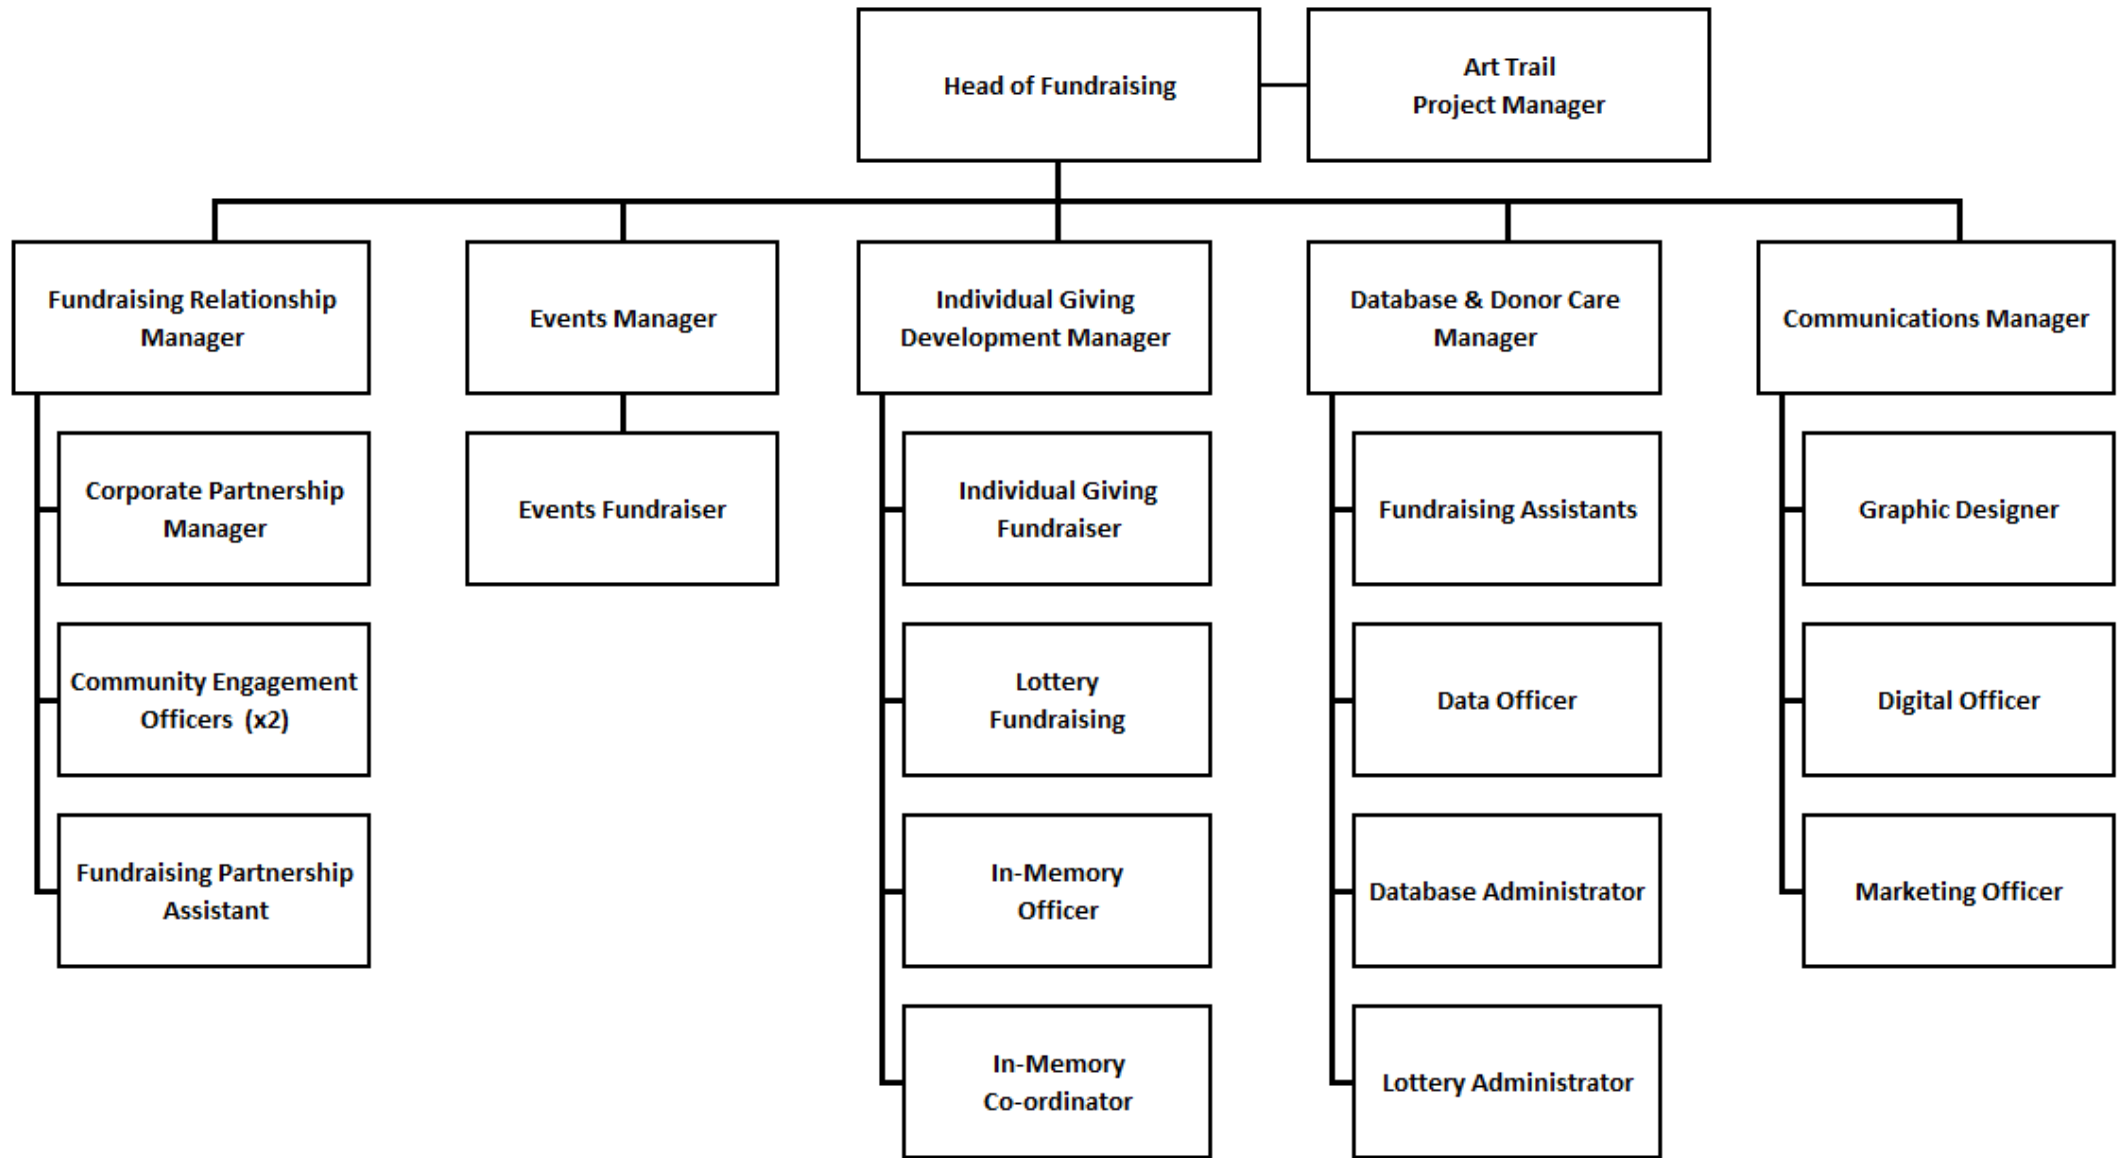 Head of Fundraising
Art Trail
Project Manager
Fundraising Relationship
Manager
Events Manager
Individual Giving
Development Manager
Database & Donor Care
Manager
Communications Manager
Corporate Partnership
Manager
Events Fundraiser
Individual Giving
Fundraiser
Fundraising Assistants
Graphic Designer
Community Engagement
Officers (x2)
Lottery
Fundraising
Data Officer
Digital Officer
Fundraising Partnership
Assistant
In-Memory
Officer
Database Administrator
Marketing Officer
In-Memory
Co-ordinator
Lottery Administrator